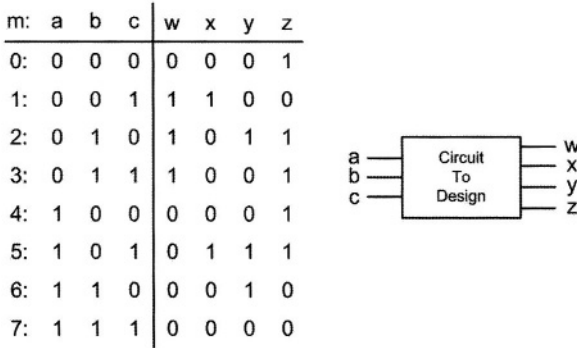 m: a b c w x y z
0: 0 0 0 0 0 0 1
1: 0 0 1 1 1 0 0
2: 0 1 0 1 0 1 1
3: 0 1 1 1 0 0 1
4: 1 0 0 0 0 0 1
5: 1 0 1 0 1 1 1
6: 1 1 0 0 0 1 0
7: 1 1 1 0 0 0 0
a
b
c
Circuit
To
Design
w
x
y
z